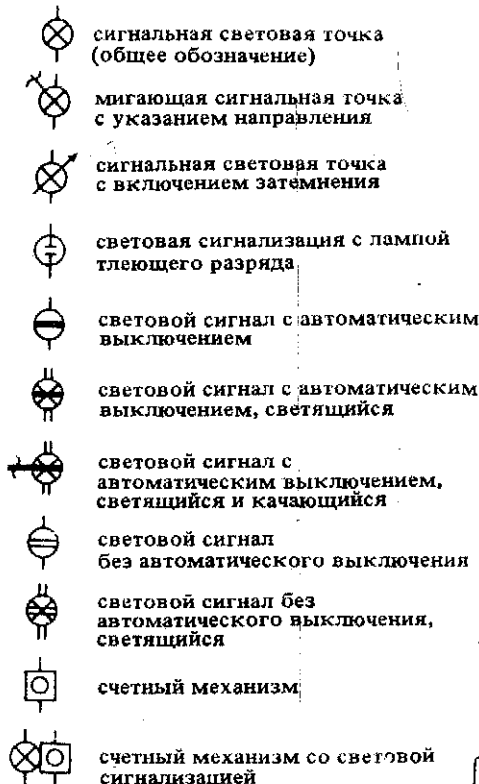 сигнальная световая точка
(общее обозначение)
мигающая сигнальная точка
с указанием направления
сигнальная световая точка
с включением затемнения
световая сигнализация с лампой
тлеющего разряда
световой сигнал с автоматическим
выключением
световой сигнал с автоматическим
выключением, светящийся
световой сигнал с
автоматическим выключением,
светящийся и качающийся
световой сигнал
без автоматического выключения
световой сигнал без
автоматического выключения,
светящийся
счетный механизм
счетный механизм со световой
сигнализацией